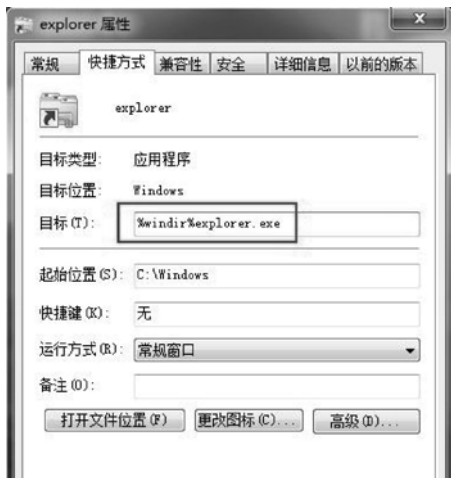 explorer 属性
常规 快捷方式 兼容性 安全 详细信息 以前的版本
explorer
目标类型: 应用程序
目标位置: Windows
目标(T): %windir%explorer.exe
起始位置(S): C:\Windows
快捷键(K): 无
运行方式(R): 常规窗口
备注(O):
打开文件位置(F) 更改图标(C)... 高级(D)...